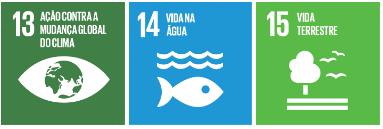 13 AÇÃO CONTRA A
MUDANÇA GLOBAL
DO CLIMA
14 VIDA NA
ÁGUA
15 VIDA
TERRESTRE